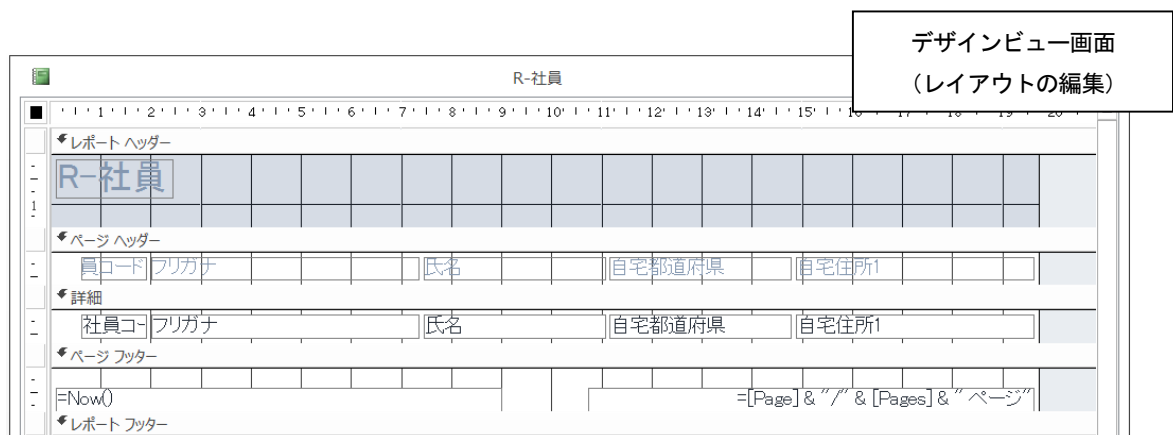 デザインビュー画面
（レイアウトの編集）
R-社員
1 2 3 4 5 6 7 8 9 10 11 12 13 14 15 16 17 18 19 20
レポート ヘッダー
R-社員
1
ページ ヘッダー
員コード フリガナ 氏名 自宅都道府県 自宅住所1
詳細
社員コー フリガナ 氏名 自宅都道府県 自宅住所1
ページ フッター
=Now() =[Page] & "/" & [Pages] & " ページ"
レポート フッター